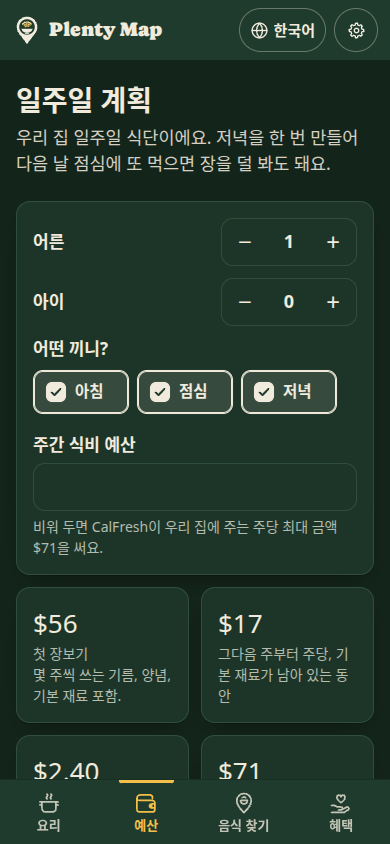 Plenty Map
한국어
일주일 계획
우리 집 일주일 식단이에요. 저녁을 한 번 만들어
다음 날 점심에 또 먹으면 장을 덜 봐도 돼요.
어른
− 1 +
아이
− 0 +
어떤 끼니?
아침 점심 저녁
주간 식비 예산
비워 두면 CalFresh이 우리 집에 주는 주당 최대 금액
$71을 써요.
$56
첫 장보기
몇 주씩 쓰는 기름, 양념,
기본 재료 포함.
$17
그다음 주부터 주당, 기
본 재료가 남아 있는 동
안
$2.40
$71
요리
예산
음식 찾기
혜택